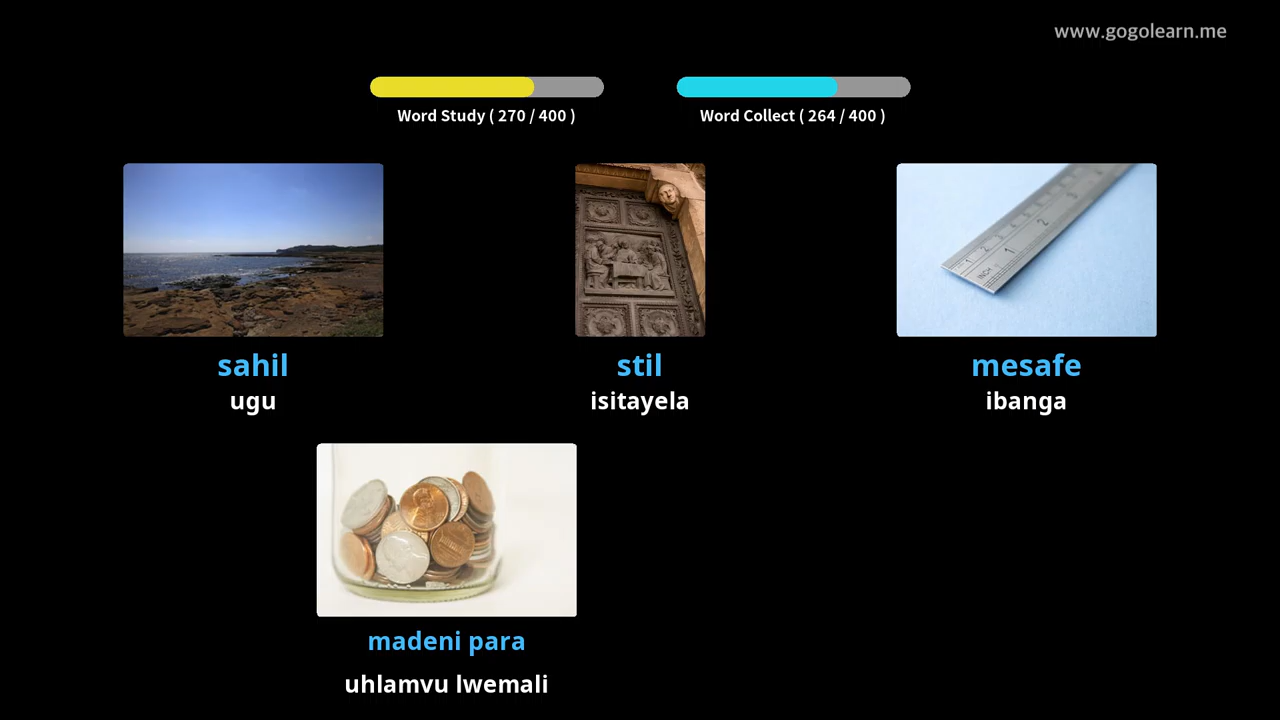 www.gogolearn.me
Word Study ( 270 / 400 )
Word Collect ( 264 / 400 )
sahil
ugu
stil
isitayela
mesafe
ibanga
madeni para
uhlamvu lwemali